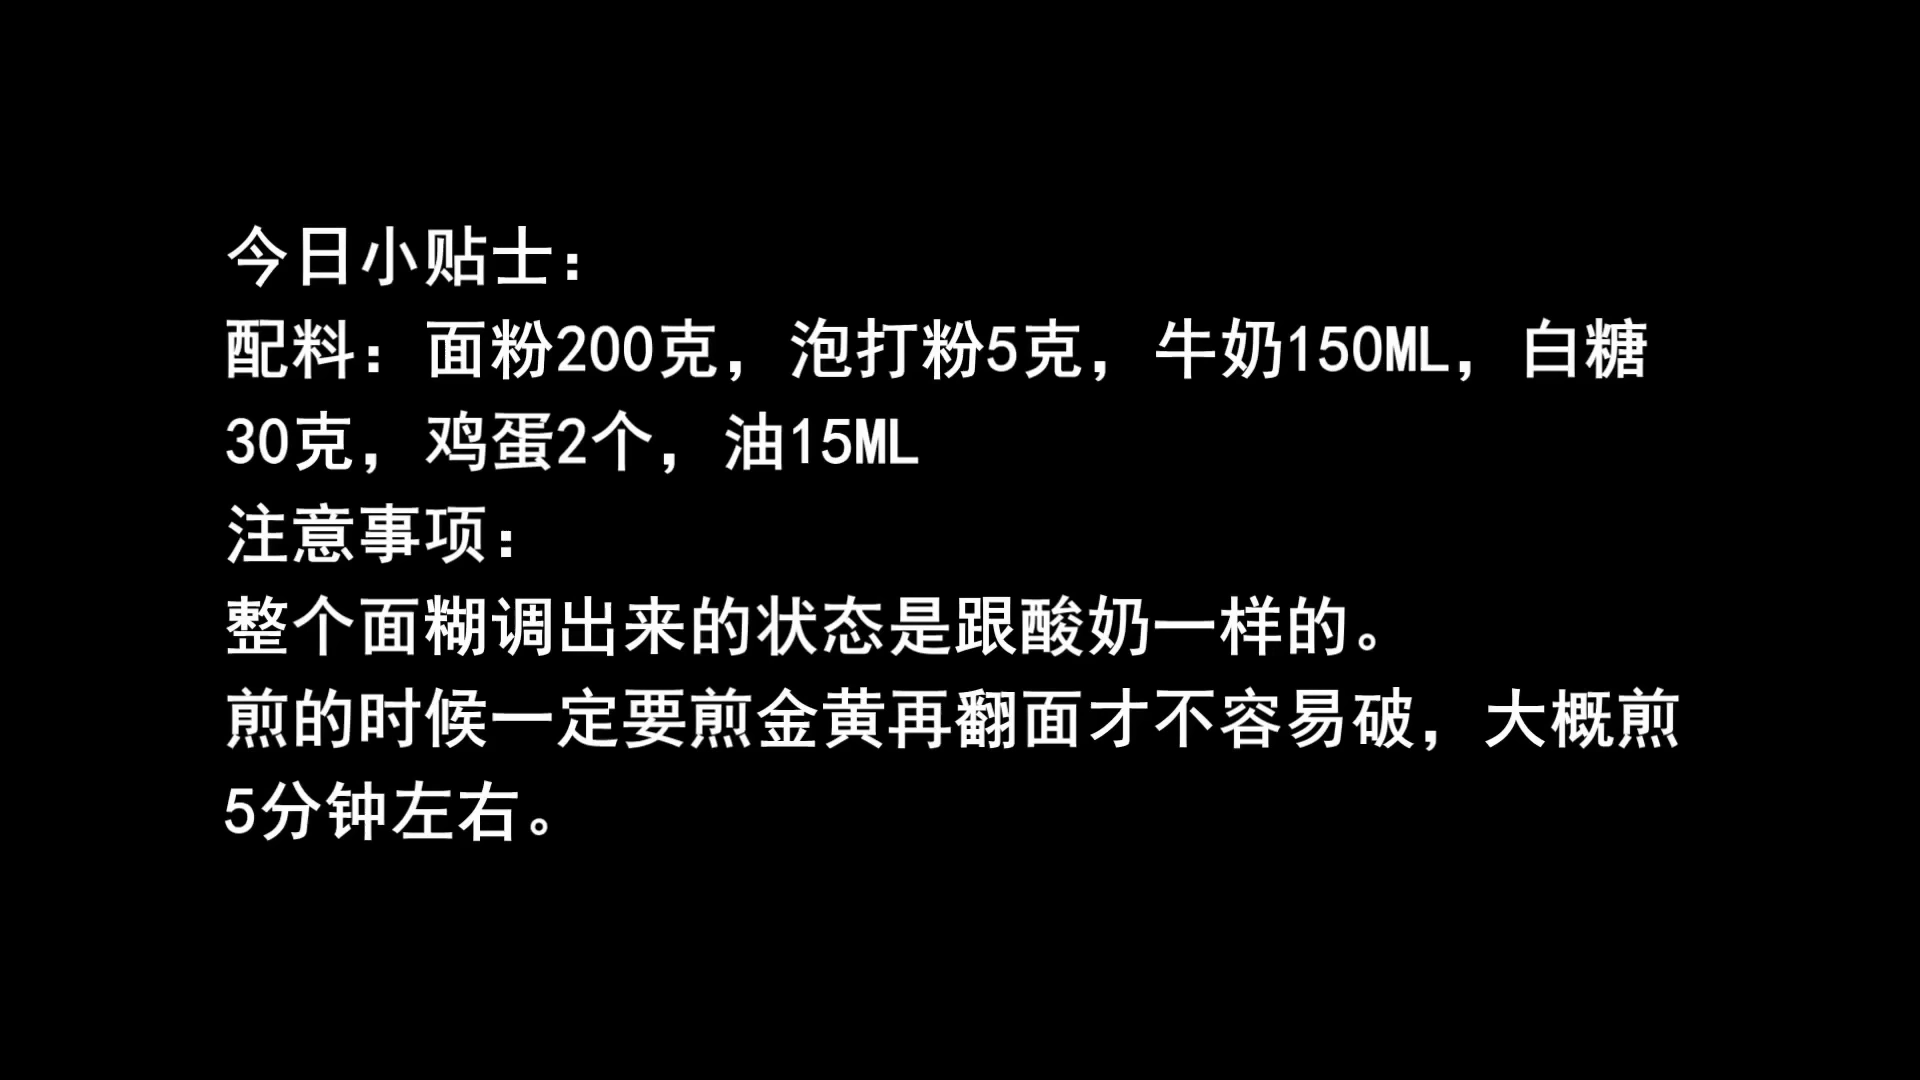 今日小贴士：
配料：面粉200克，泡打粉5克，牛奶150ML，白糖
30克，鸡蛋2个，油15ML
注意事项：
整个面糊调出来的状态是跟酸奶一样的。
煎的时候一定要煎金黄再翻面才不容易破，大概煎
5分钟左右。